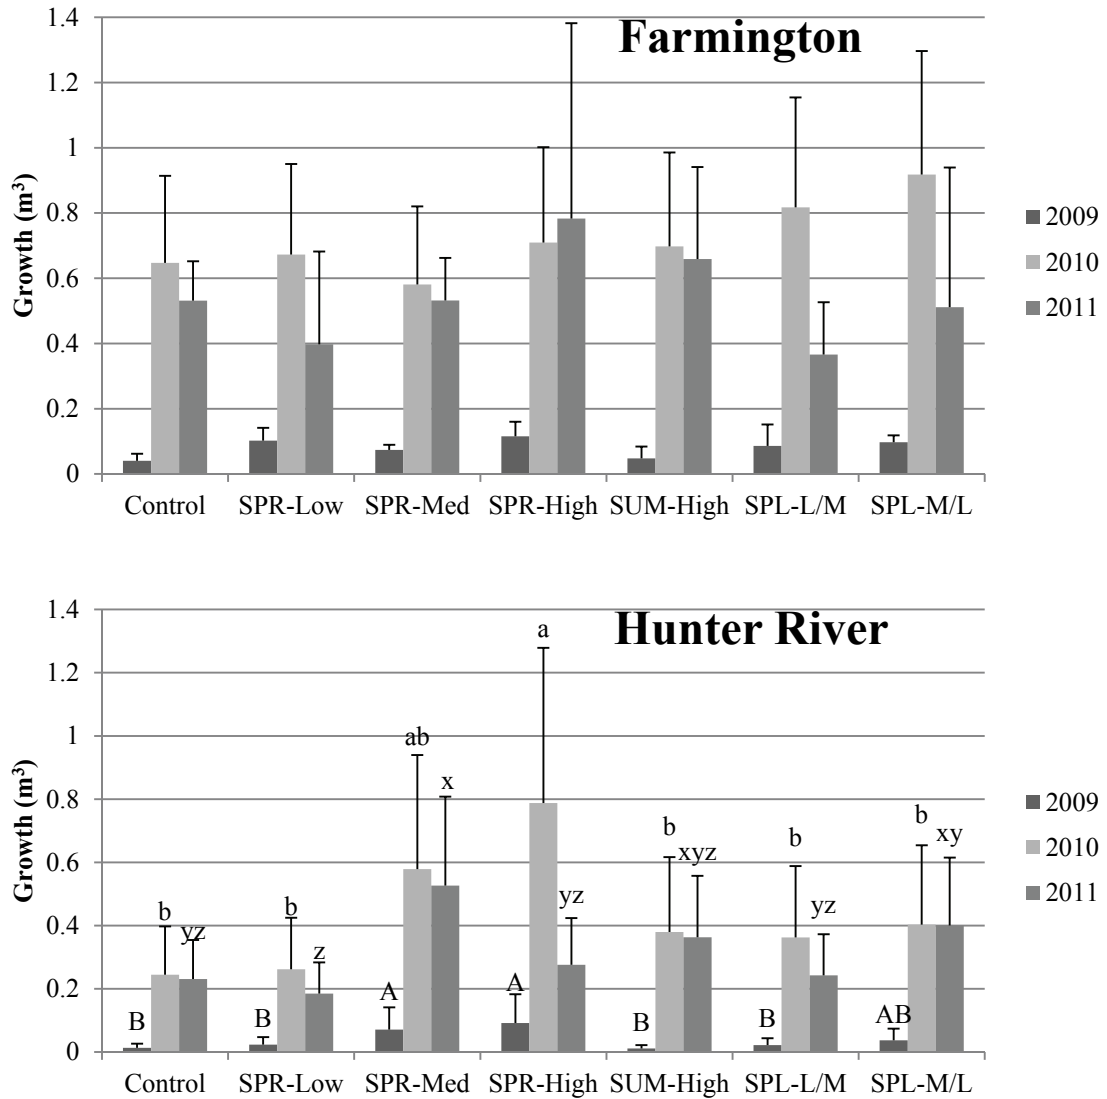 Farmington
Growth (m³)
1.4
1.2
1
0.8
0.6
0.4
0.2
0
Control SPR-Low SPR-Med SPR-High SUM-High SPL-L/M SPL-M/L
2009
2010
2011
Hunter River
Growth (m³)
1.4
1.2
1
0.8
0.6
0.4
0.2
0
B b yz
B b z
A ab x
A a yz
B b xyz
B b yz
AB b xy
Control SPR-Low SPR-Med SPR-High SUM-High SPL-L/M SPL-M/L
2009
2010
2011